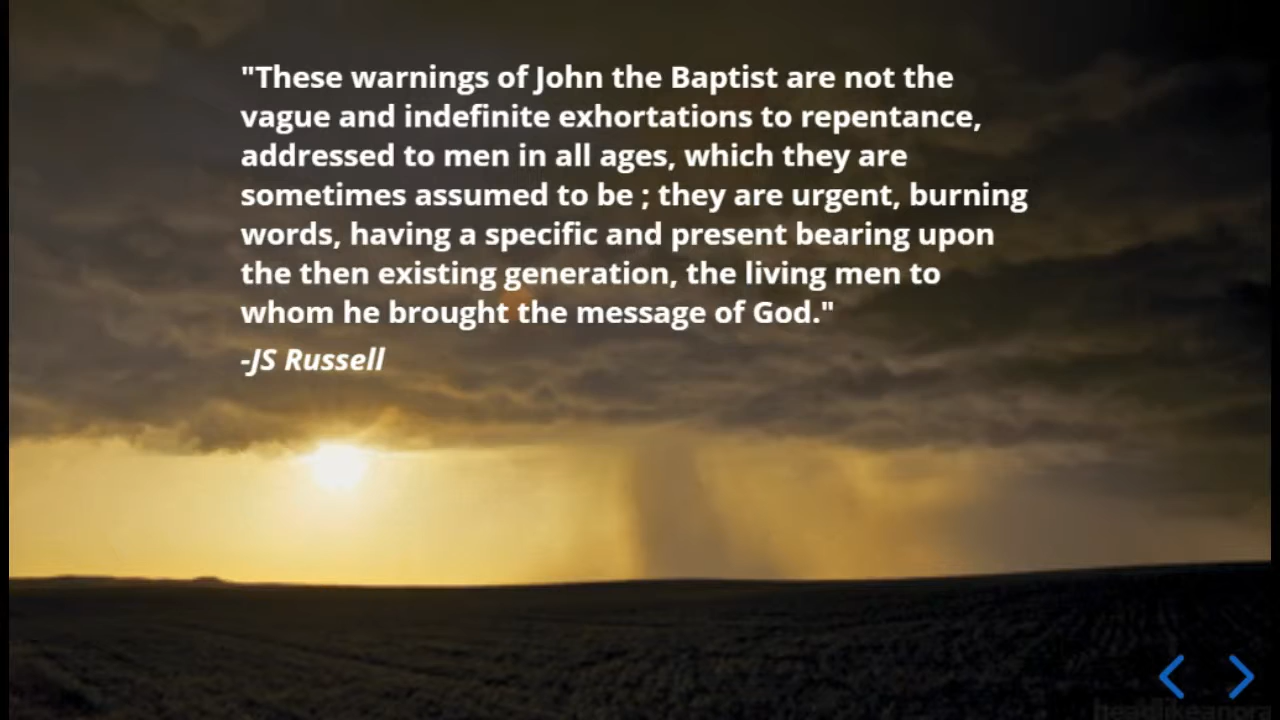 "These warnings of John the Baptist are not the
vague and indefinite exhortations to repentance,
addressed to men in all ages, which they are
sometimes assumed to be ; they are urgent, burning
words, having a specific and present bearing upon
the then existing generation, the living men to
whom he brought the message of God."
-JS Russell